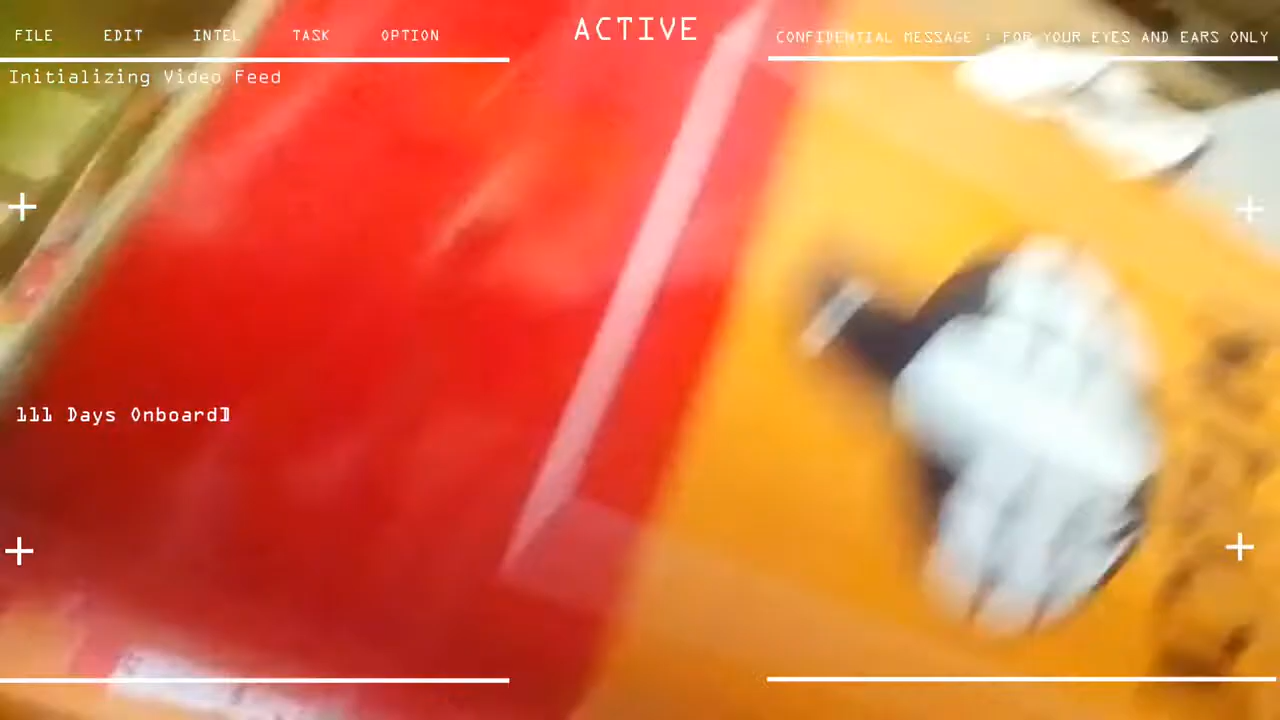 FILE EDIT INTEL TASK OPTION
ACTIVE
CONFIDENTIAL MESSAGE : FOR YOUR EYES AND EARS ONLY
Initializing Video Feed
111 Days Onboard